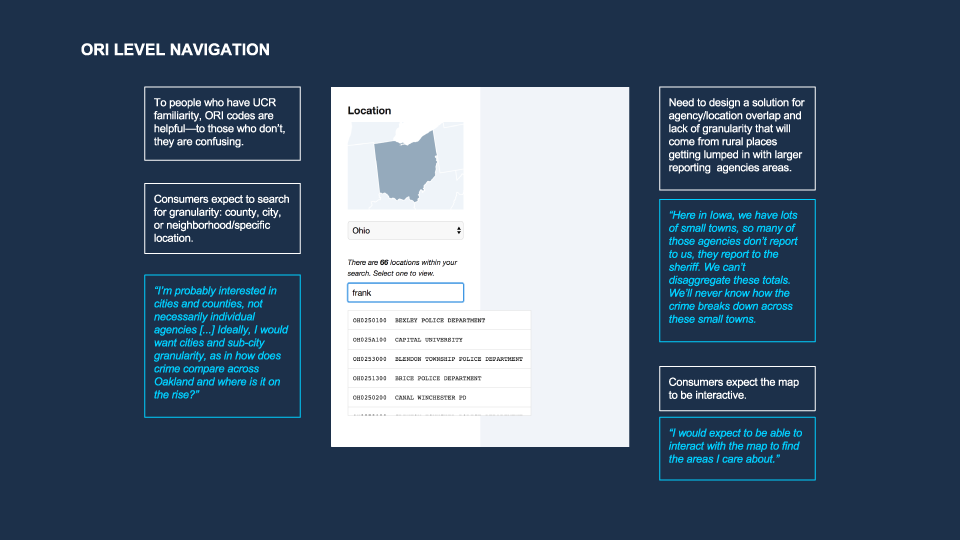 ORI LEVEL NAVIGATION
To people who have UCR
familiarity, ORI codes are
helpful—to those who don't,
they are confusing.
Consumers expect to search
for granularity: county, city,
or neighborhood/specific
location.
"I'm probably interested in
cities and counties, not
necessarily individual
agencies [...] Ideally, I would
want cities and sub-city
granularity, as in how does
crime compare across
Oakland and where is it on
the rise?"
Location
Ohio
There are 66 locations within your
search. Select one to view.
frank
OH0250100 BEXLEY POLICE DEPARTMENT
OH025A100 CAPITAL UNIVERSITY
OH0253000 BLENDON TOWNSHIP POLICE DEPARTMENT
OH0251300 BRICE POLICE DEPARTMENT
OH0250200 CANAL WINCHESTER PD
Need to design a solution for
agency/location overlap and
lack of granularity that will
come from rural places
getting lumped in with larger
reporting agencies areas.
"Here in Iowa, we have lots
of small towns, so many of
those agencies don't report
to us, they report to the
sheriff. We can't
disaggregate these totals.
We'll never know how the
crime breaks down across
these small towns.
Consumers expect the map
to be interactive.
"I would expect to be able to
interact with the map to find
the areas I care about."